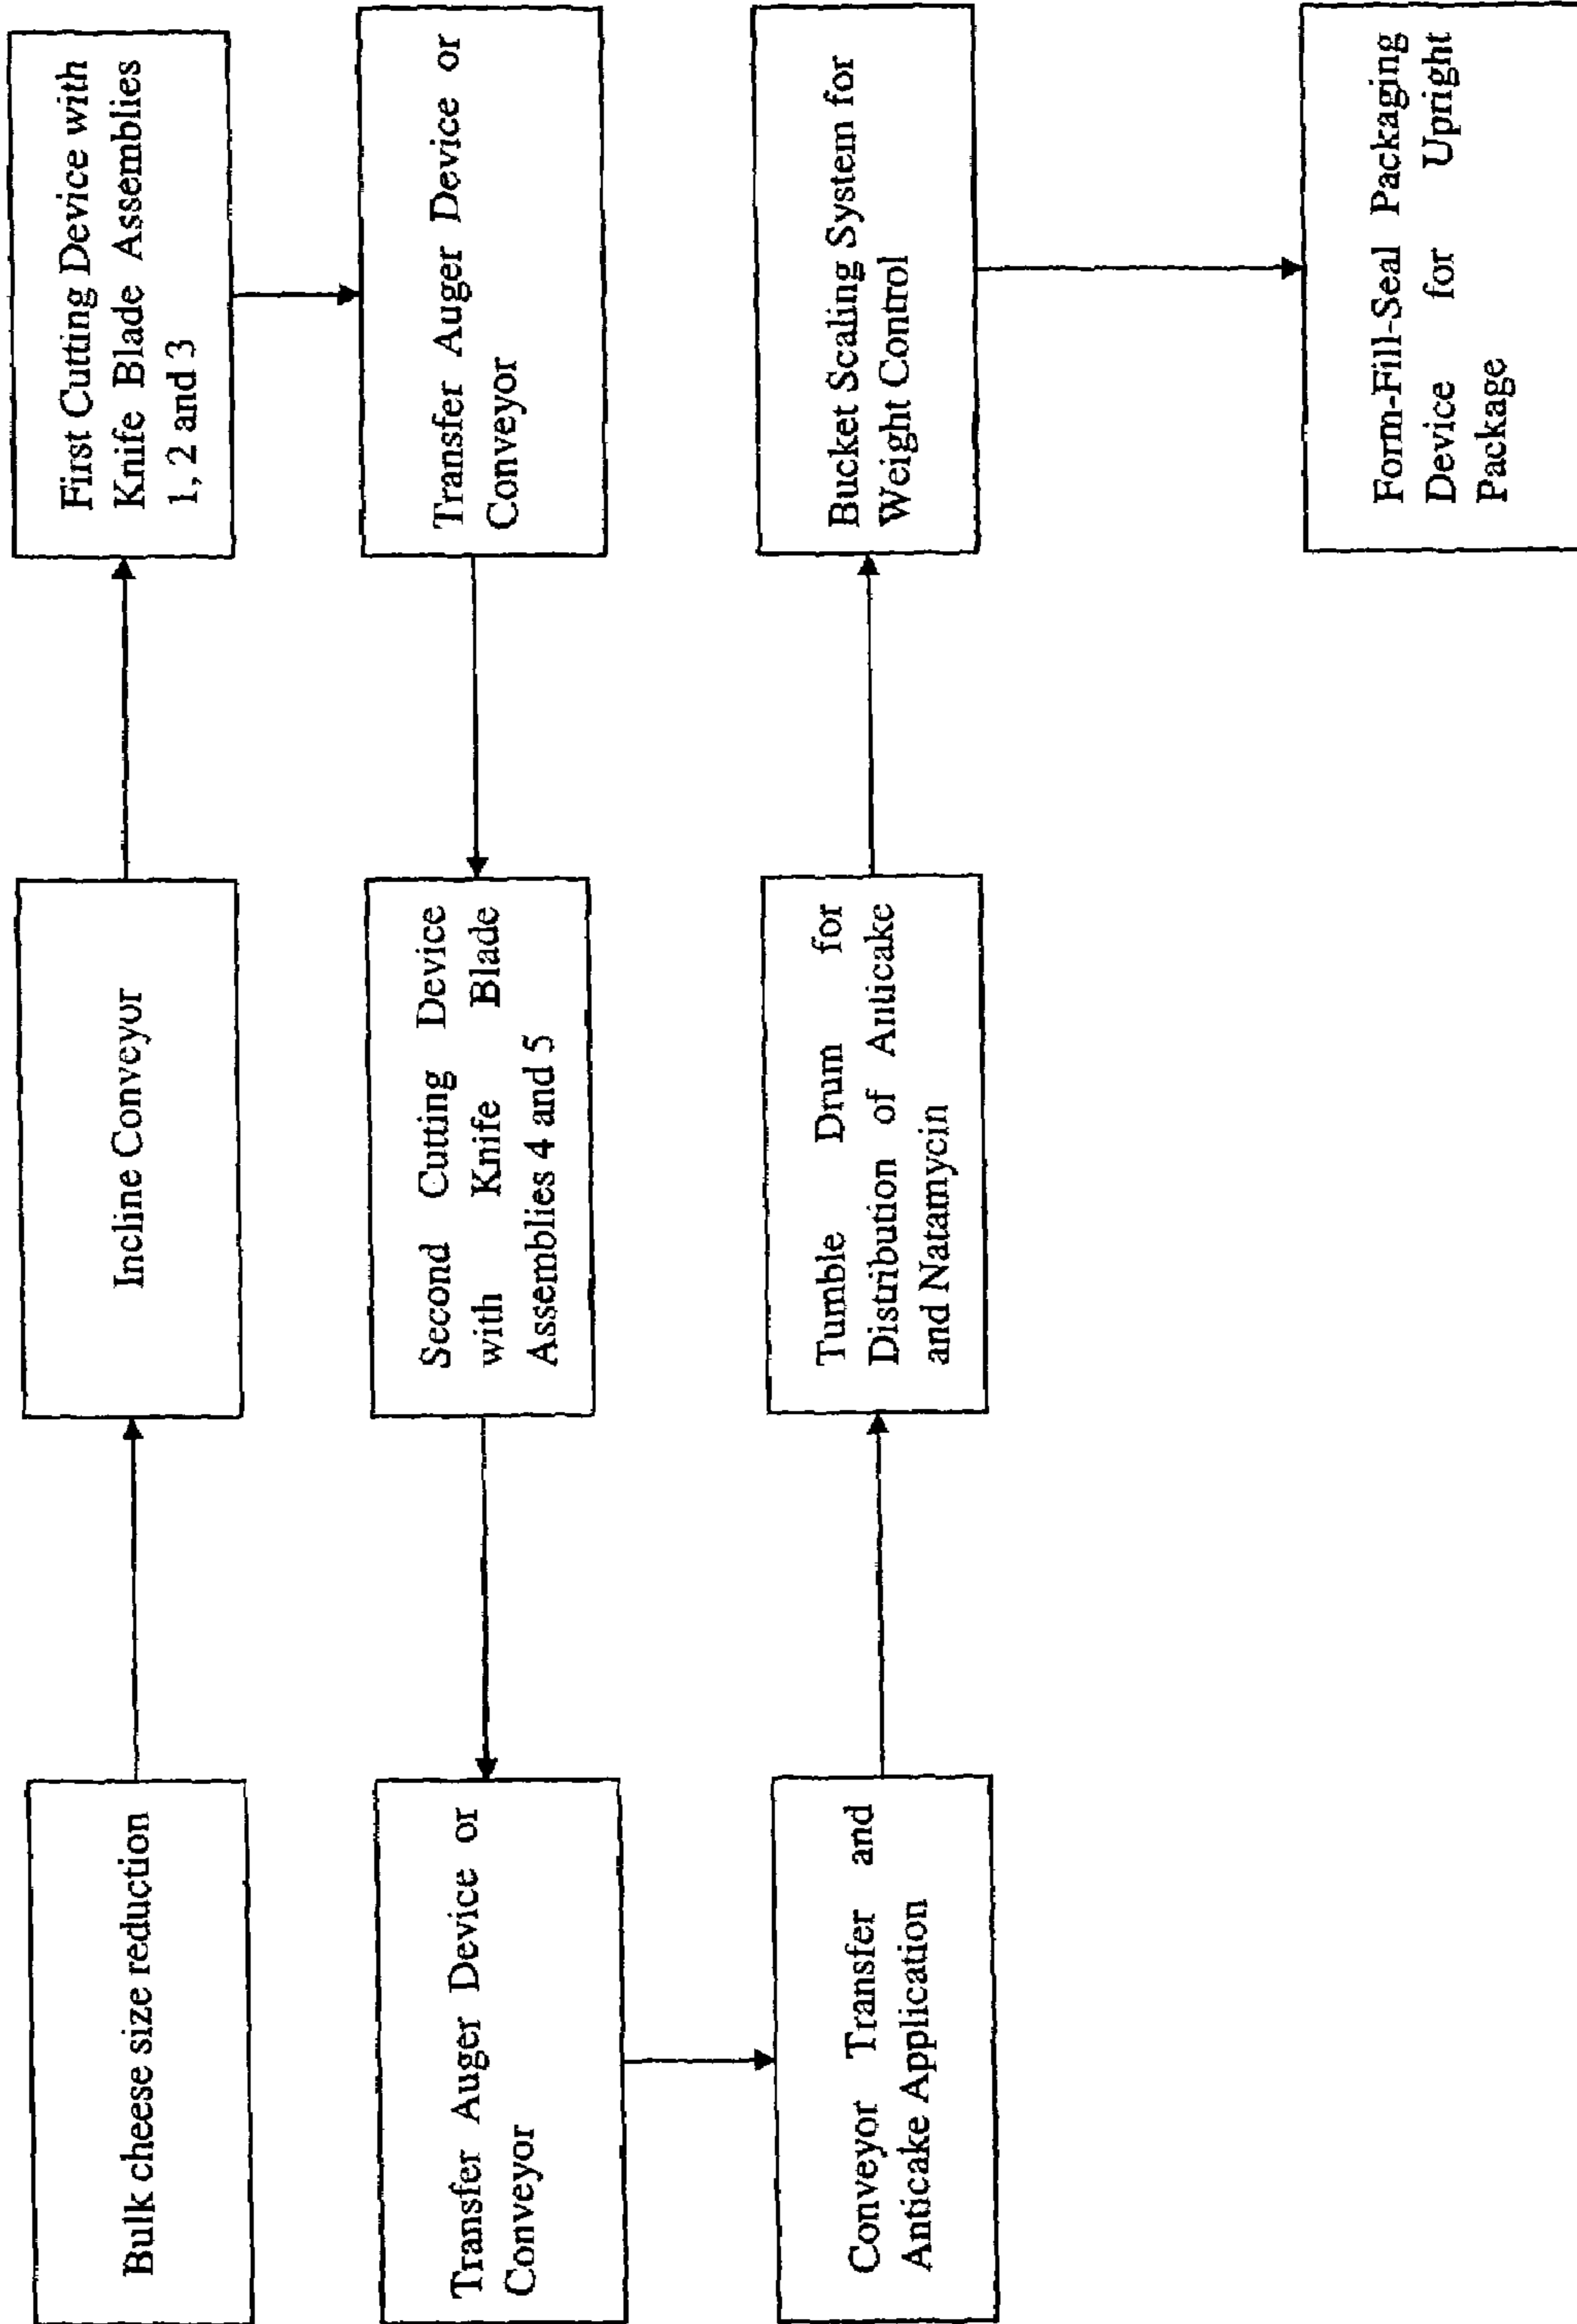 Bulk cheese size reduction
Incline Conveyor
First Cutting Device with
Knife Blade Assemblies
1, 2 and 3
Transfer Auger Device or
Conveyor
Second Cutting Device
with Knife Blade
Assemblies 4 and 5
Transfer Auger Device or
Conveyor
Conveyor Transfer and
Anticake Application
Tumble Drum for
Distribution of Anticake
and Natamycin
Bucket Scaling System for
Weight Control
Form-Fill-Seal Packaging
Device for Upright
Package